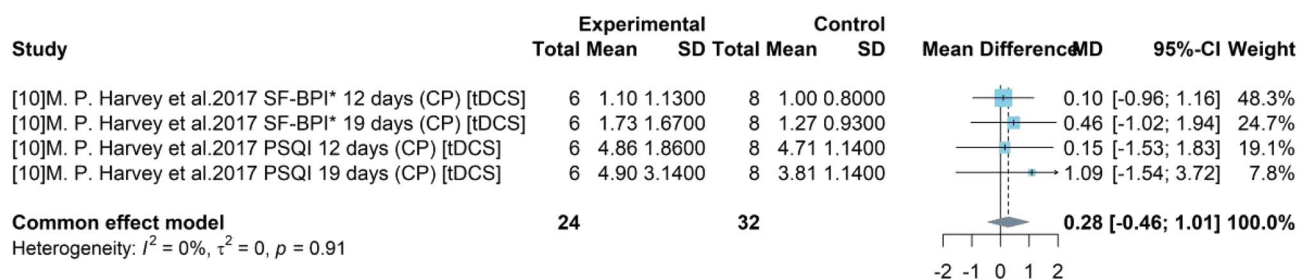 Experimental Control
Study Total Mean SD Total Mean SD Mean Difference MD 95%-CI Weight
[10]M. P. Harvey et al.2017 SF-BPI* 12 days (CP) [tDCS] 6 1.10 1.1300 8 1.00 0.8000 0.10 [-0.96; 1.16] 48.3%
[10]M. P. Harvey et al.2017 SF-BPI* 19 days (CP) [tDCS] 6 1.73 1.6700 8 1.27 0.9300 0.46 [-1.02; 1.94] 24.7%
[10]M. P. Harvey et al.2017 PSQI 12 days (CP) [tDCS] 6 4.86 1.8600 8 4.71 1.1400 0.15 [-1.53; 1.83] 19.1%
[10]M. P. Harvey et al.2017 PSQI 19 days (CP) [tDCS] 6 4.90 3.1400 8 3.81 1.1400 1.09 [-1.54; 3.72] 7.8%
Common effect model 24 32 0.28 [-0.46; 1.01] 100.0%
Heterogeneity: I² = 0%, τ² = 0, p = 0.91
-2 -1 0 1 2